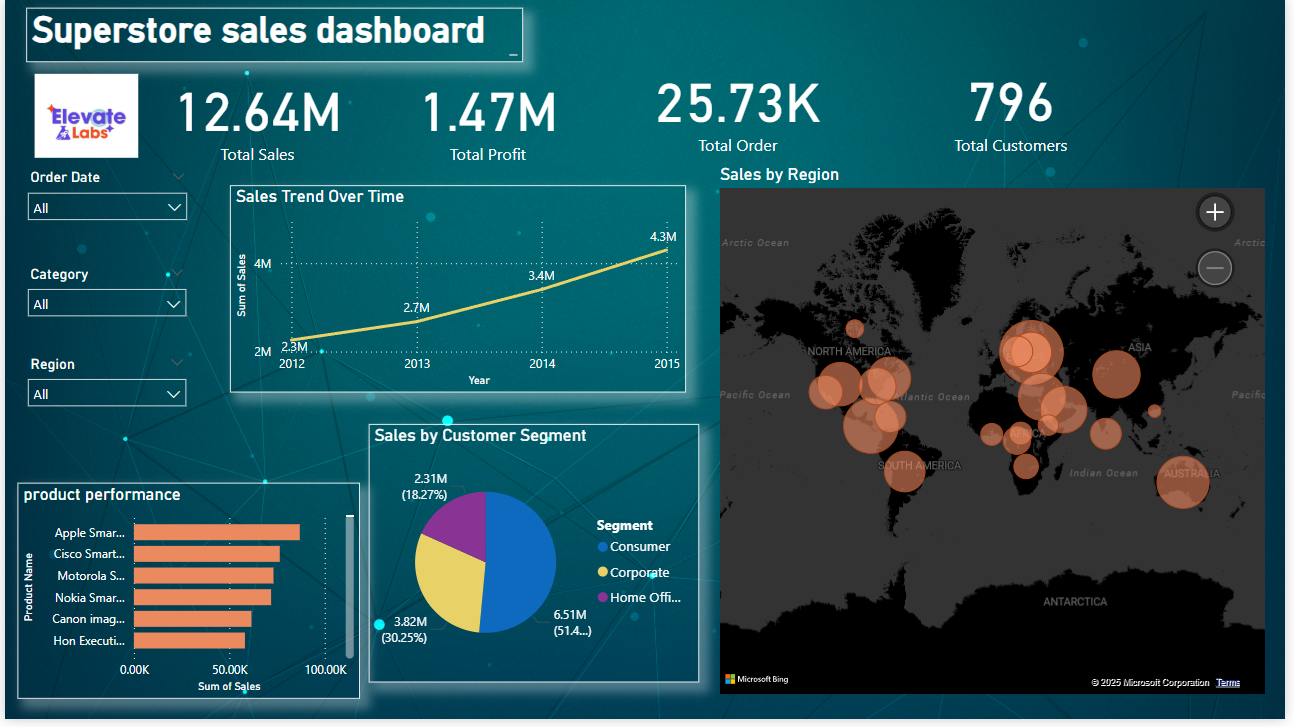 Superstore sales dashboard
Elevate
Labs
12.64M
Total Sales
1.47M
Total Profit
25.73K
Total Order
796
Total Customers
Order Date
All
Category
All
Region
All
Sales Trend Over Time
Sum of Sales
4M
2M
2.3M
2.7M
3.4M
4.3M
2012
2013
2014
2015
Year
Sales by Region
+
−
Arctic Ocean
Arctic
NORTH AMERICA
ASIA
Pacific Ocean
Atlantic Ocean
Pacific
AFRICA
SOUTH AMERICA
Indian Ocean
AUSTRALIA
ANTARCTICA
Microsoft Bing
© 2025 Microsoft Corporation Terms
Sales by Customer Segment
2.31M
(18.27%)
3.82M
(30.25%)
6.51M
(51.4...)
Segment
Consumer
Corporate
Home Offi...
product performance
Product Name
Apple Smar...
Cisco Smart...
Motorola S...
Nokia Smar...
Canon imag...
Hon Executi...
0.00K
50.00K
100.00K
Sum of Sales